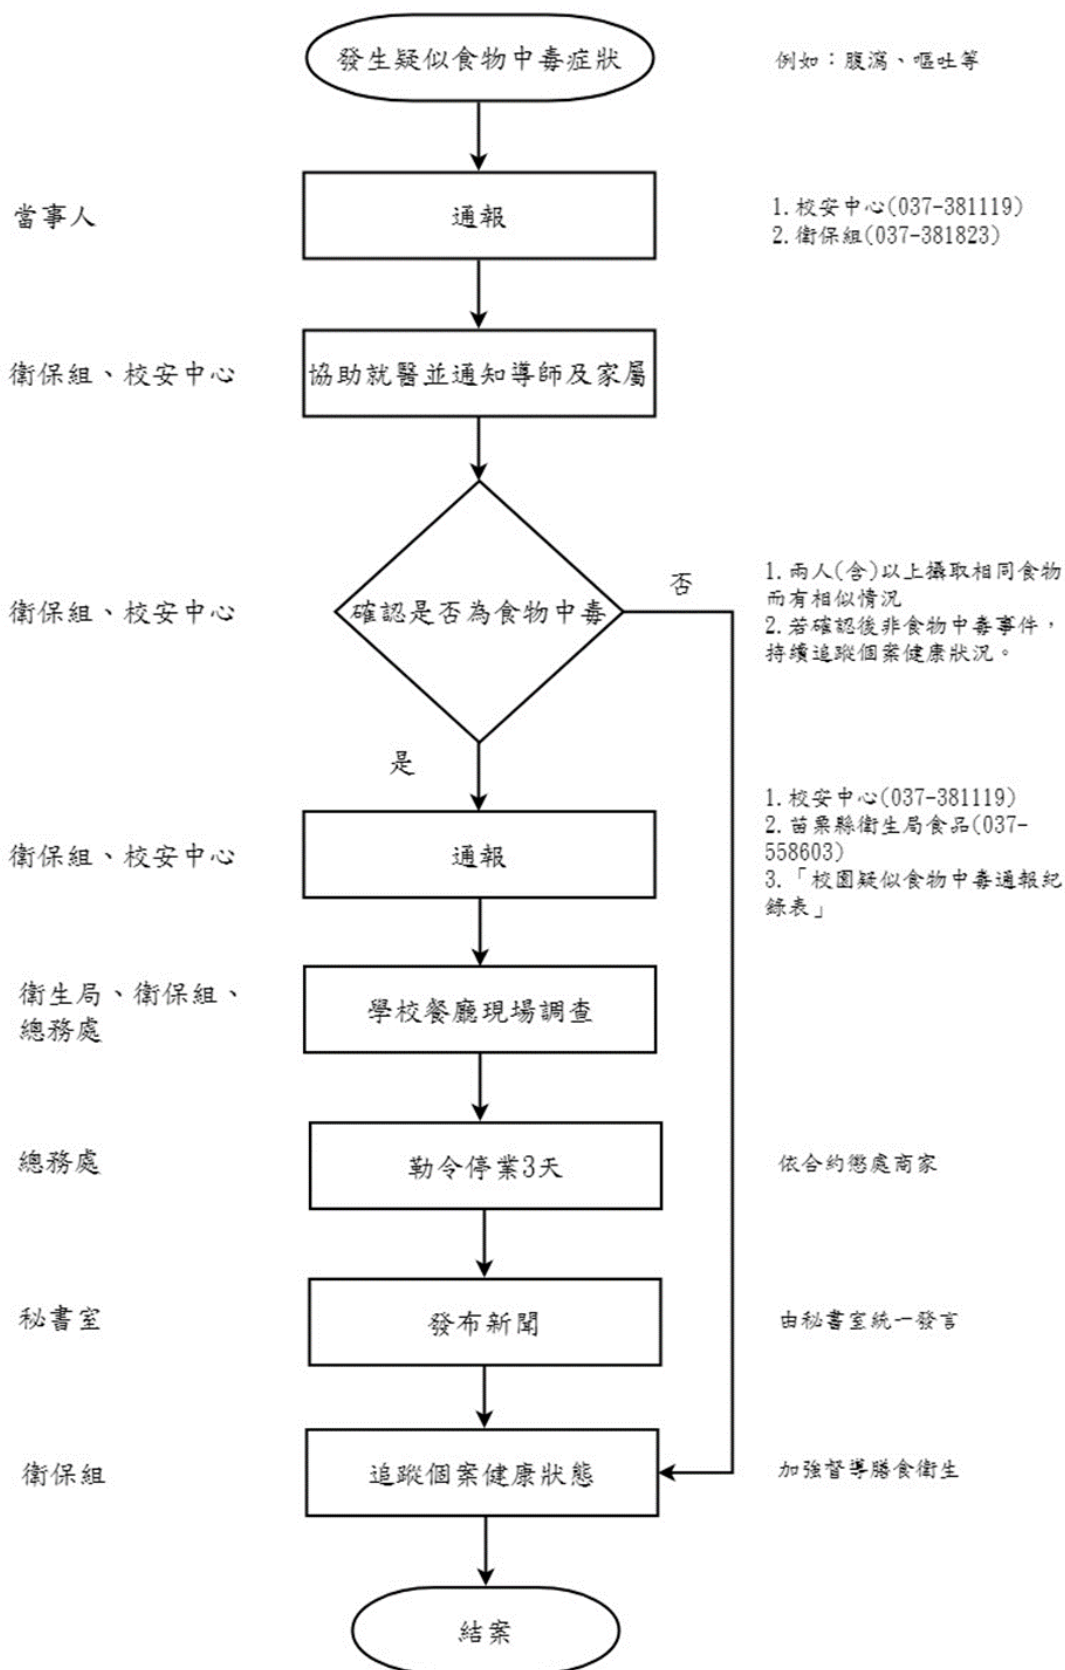 發生疑似食物中毒症狀
例如：腹瀉、嘔吐等
當事人
通報
1.校安中心(037-381119)
2.衛保組(037-381823)
衛保組、校安中心
協助就醫並通知導師及家屬
衛保組、校安中心
確認是否為食物中毒
否
1.兩人(含)以上攝取相同食物
而有相似情況
2.若確認後非食物中毒事件，
持續追蹤個案健康狀況。
是
衛保組、校安中心
通報
1.校安中心(037-381119)
2.苗栗縣衛生局食品(037-
558603)
3.「校園疑似食物中毒通報紀
錄表」
衛生局、衛保組、
總務處
學校餐廳現場調查
總務處
勒令停業3天
依合約懲處商家
秘書室
發布新聞
由秘書室統一發言
衛保組
追蹤個案健康狀態
加強督導膳食衛生
結案